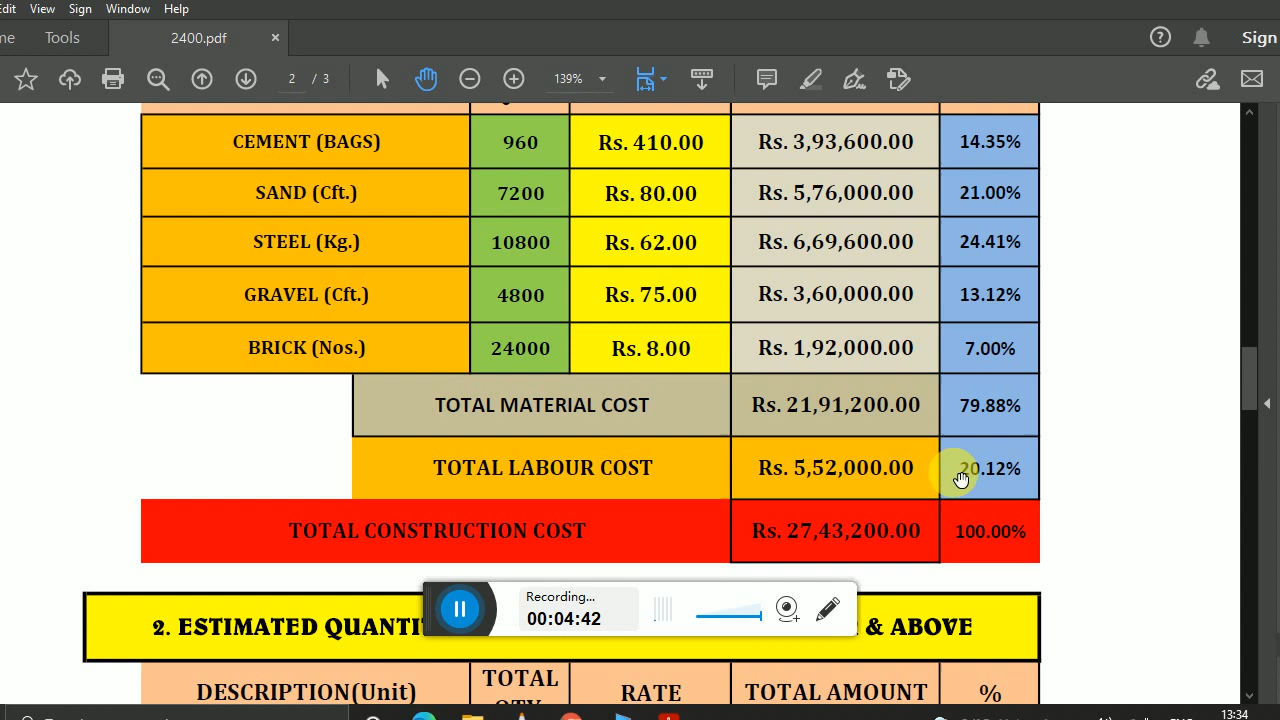 Edit View Sign Window Help
Tools 2400.pdf × ? Sign
2 / 3 139%
CEMENT (BAGS) 960 Rs. 410.00 Rs. 3,93,600.00 14.35%
SAND (Cft.) 7200 Rs. 80.00 Rs. 5,76,000.00 21.00%
STEEL (Kg.) 10800 Rs. 62.00 Rs. 6,69,600.00 24.41%
GRAVEL (Cft.) 4800 Rs. 75.00 Rs. 3,60,000.00 13.12%
BRICK (Nos.) 24000 Rs. 8.00 Rs. 1,92,000.00 7.00%
TOTAL MATERIAL COST Rs. 21,91,200.00 79.88%
TOTAL LABOUR COST Rs. 5,52,000.00 20.12%
TOTAL CONSTRUCTION COST Rs. 27,43,200.00 100.00%
Recording...
00:04:42
2. ESTIMATED & ABOVE
DESCRIPTION(Unit) TOTAL RATE TOTAL AMOUNT %
13:34